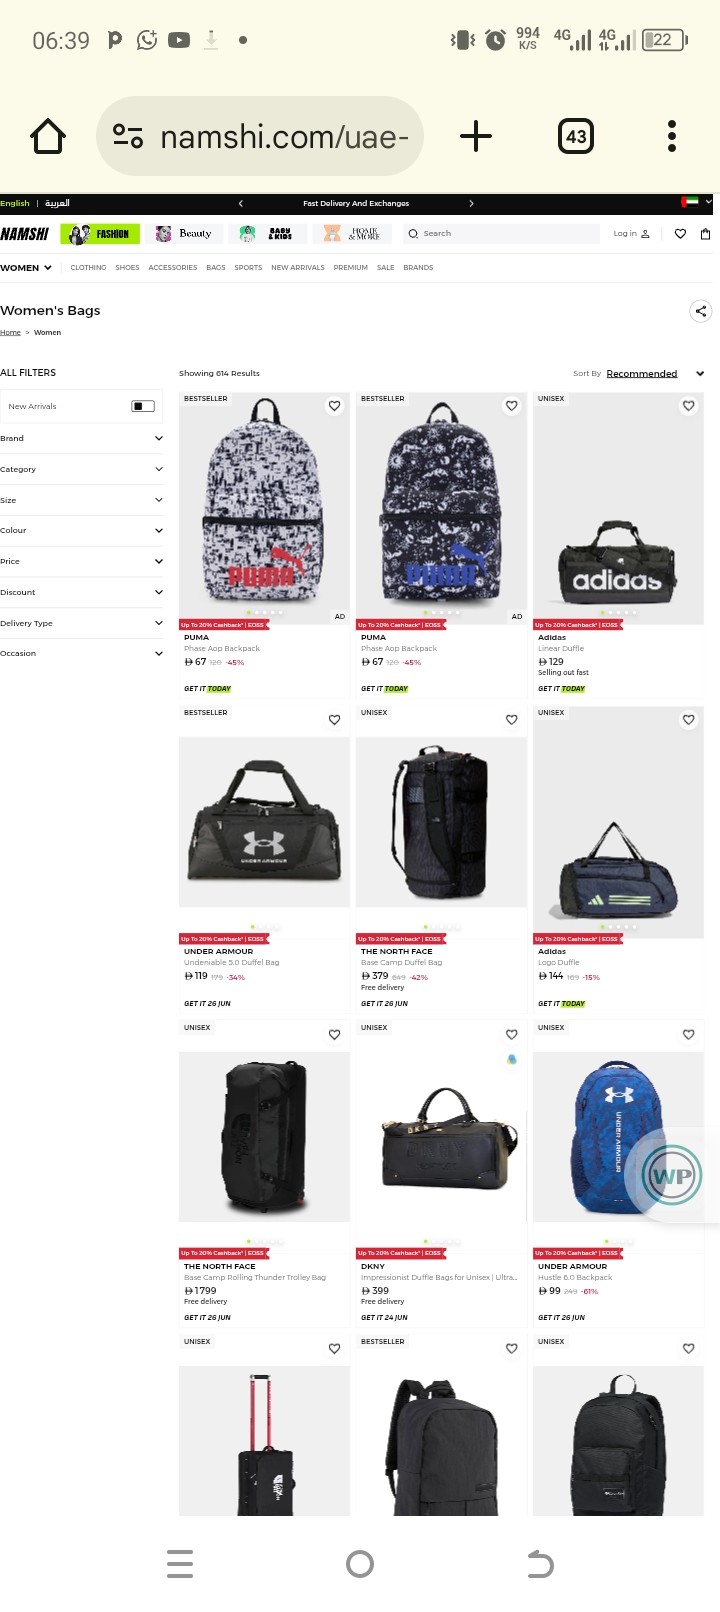 06:39
994
K/S
4G
4G
22
namshi.com/uae-
43
English | العربية
Fast Delivery And Exchanges
NAMSHI
FASHION
Beauty
BABY & KIDS
HOME & MORE
Search
Log in
WOMEN
CLOTHING SHOES ACCESSORIES BAGS SPORTS NEW ARRIVALS PREMIUM SALE BRANDS
Women's Bags
Home > Women
ALL FILTERS
New Arrivals
Brand
Category
Size
Colour
Price
Discount
Delivery Type
Occasion
Showing 614 Results
Sort By Recommended
BESTSELLER
PUMA
AD
Up To 20% Cashback* | EOSS
PUMA
Phase Aop Backpack
67 120 -45%
GET IT TODAY
BESTSELLER
PUMA
AD
Up To 20% Cashback* | EOSS
PUMA
Phase Aop Backpack
67 120 -45%
GET IT TODAY
UNISEX
adidas
Up To 20% Cashback* | EOSS
Adidas
Linear Duffle
129
Selling out fast
GET IT TODAY
BESTSELLER
UNDER ARMOUR
Up To 20% Cashback* | EOSS
UNDER ARMOUR
Undeniable 5.0 Duffel Bag
119 179 -34%
GET IT 26 JUN
UNISEX
Up To 20% Cashback* | EOSS
THE NORTH FACE
Base Camp Duffel Bag
379 649 -42%
Free delivery
GET IT 26 JUN
UNISEX
Up To 20% Cashback* | EOSS
Adidas
Logo Duffle
144 169 -15%
GET IT TODAY
UNISEX
Up To 20% Cashback* | EOSS
THE NORTH FACE
Base Camp Rolling Thunder Trolley Bag
1799
Free delivery
GET IT 26 JUN
UNISEX
DKNY
DKNY
Up To 20% Cashback* | EOSS
DKNY
Impressionist Duffle Bags for Unisex | Ultra...
399
Free delivery
GET IT 24 JUN
UNISEX
UNDER ARMOUR
WP
Up To 20% Cashback* | EOSS
UNDER ARMOUR
Hustle 6.0 Backpack
99 249 -61%
GET IT 26 JUN
UNISEX
BESTSELLER
UNISEX